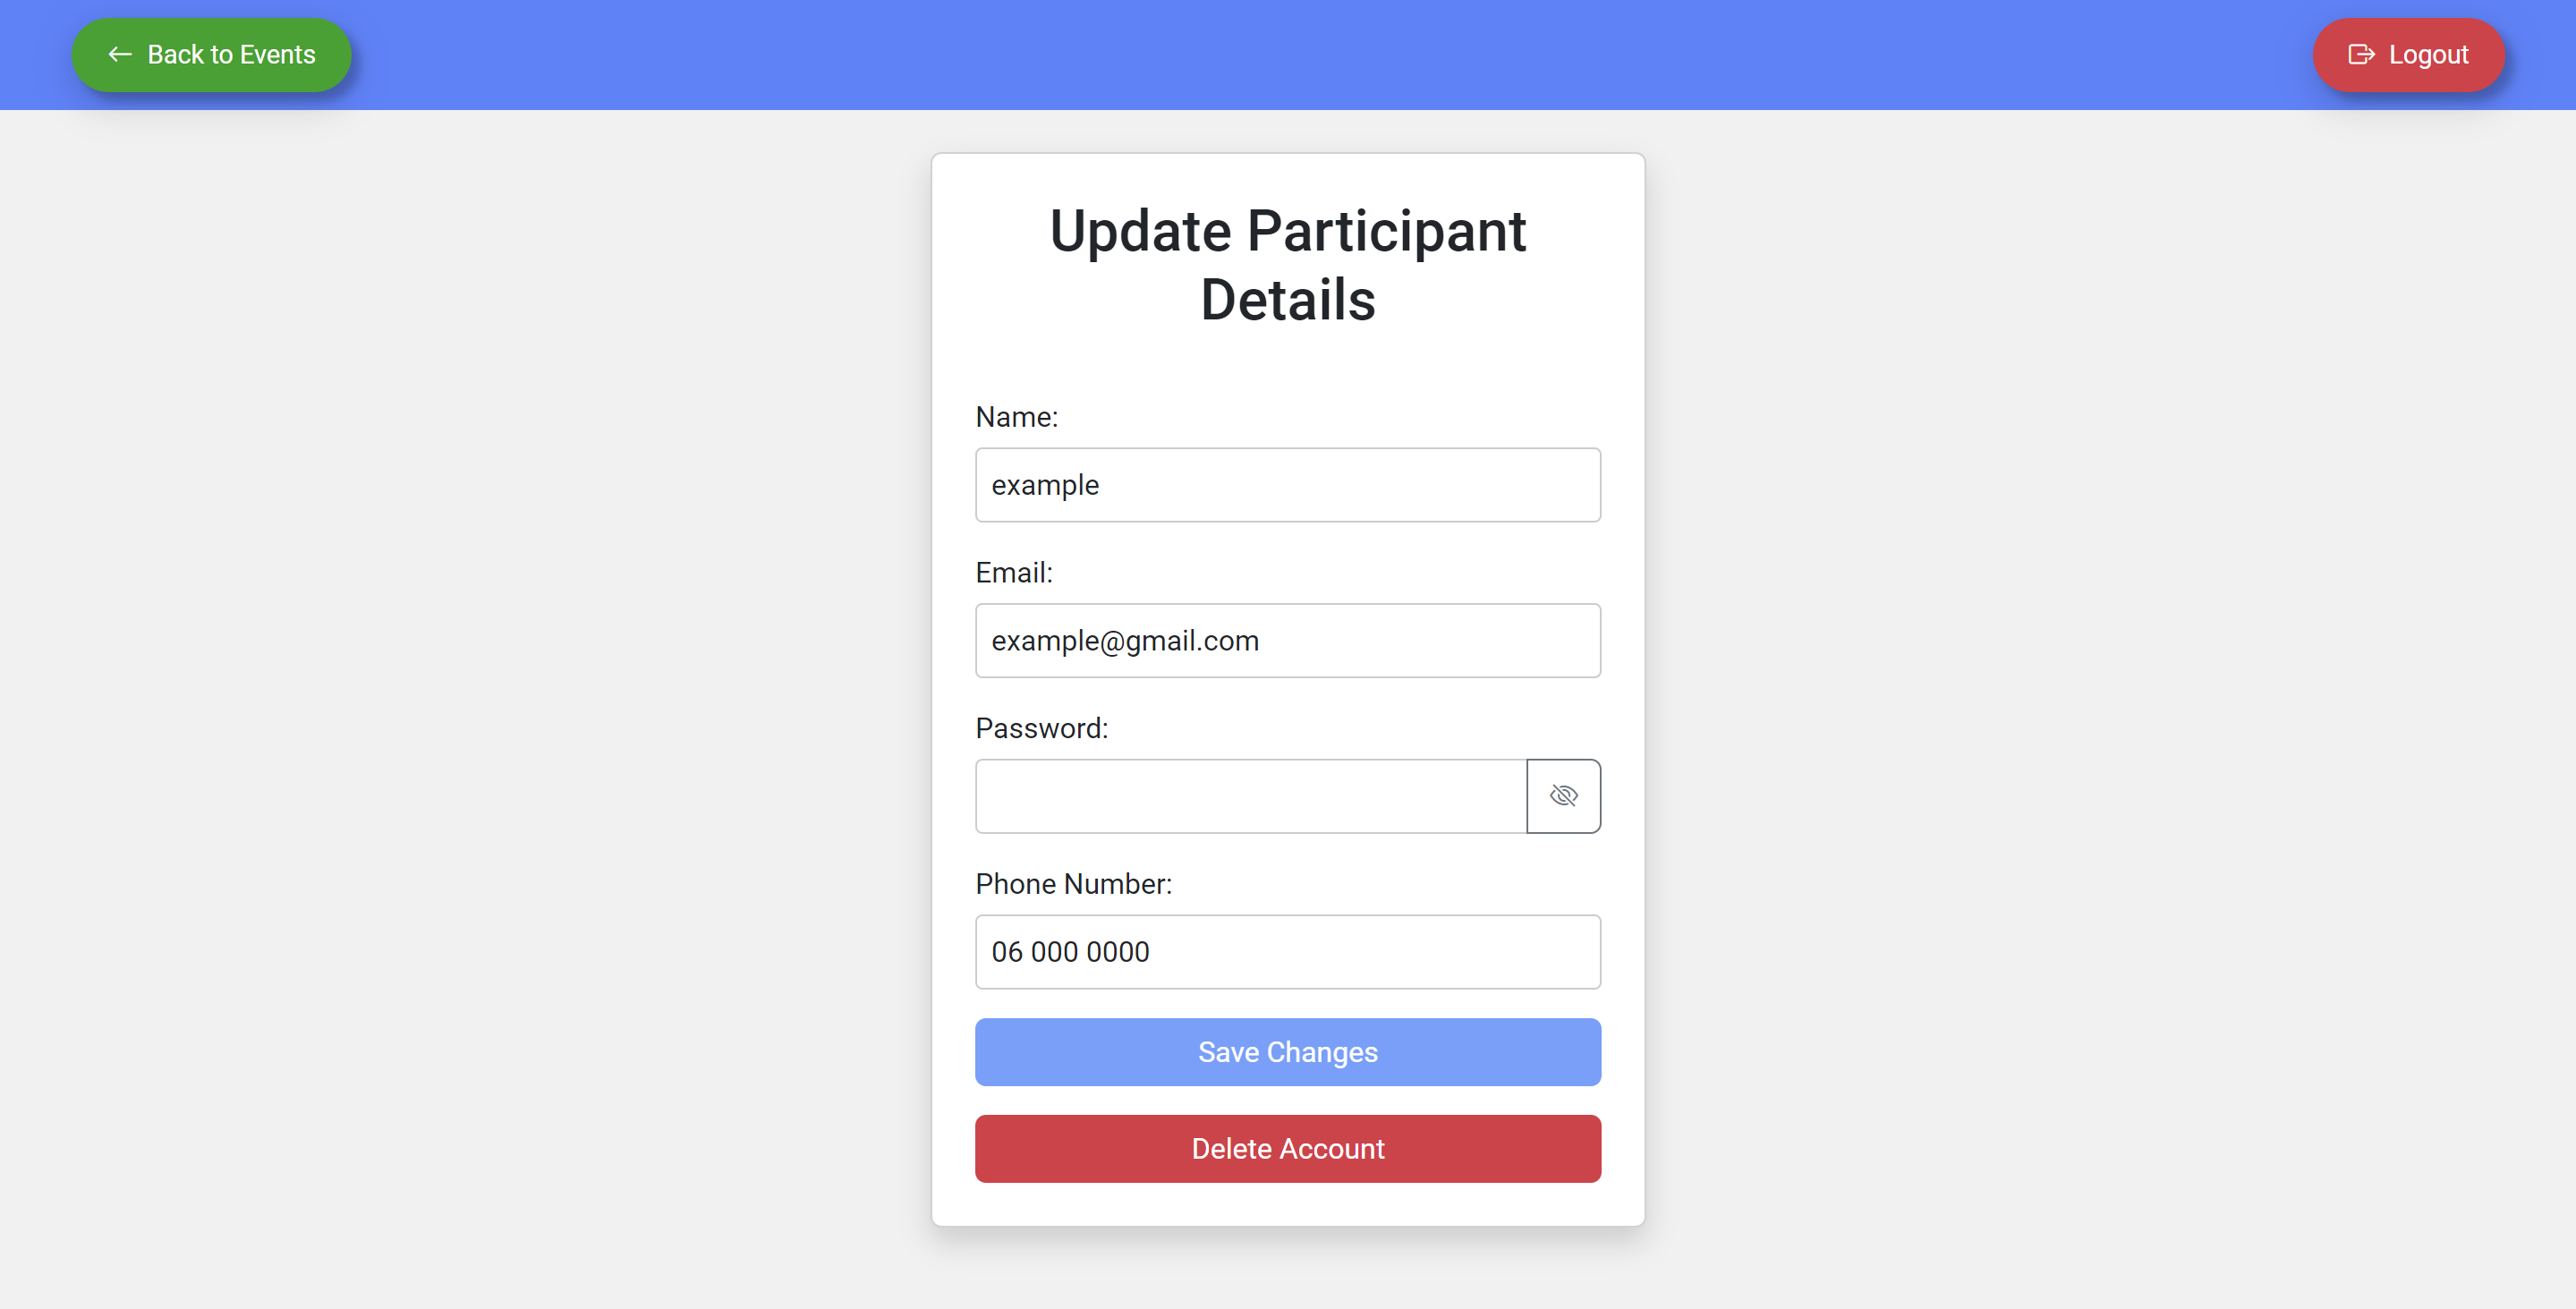 Back to Events
Logout
Update Participant
Details
Name:
example
Email:
example@gmail.com
Password:
Phone Number:
06 000 0000
Save Changes
Delete Account